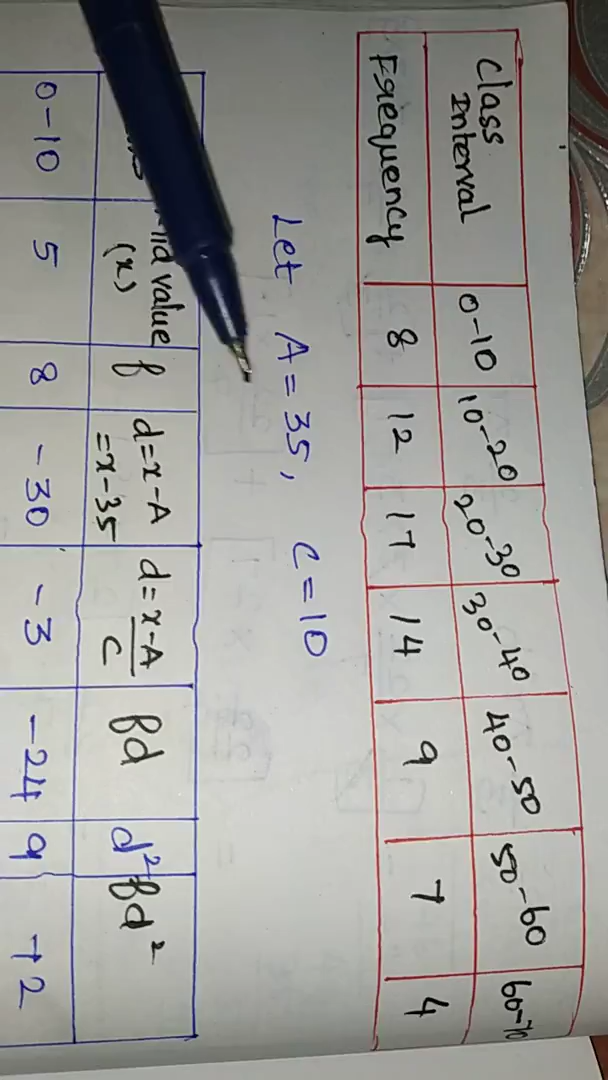 Class Interval 0-10 10-20 20-30 30-40 40-50 50-60 60-70
Frequency 8 12 17 14 9 7 4
Let A=35, C=10
Mid value (x) f d=x-A =x-35 d=x-A/C fd d² fd²
0-10 5 8 -30 -3 -24 9 72